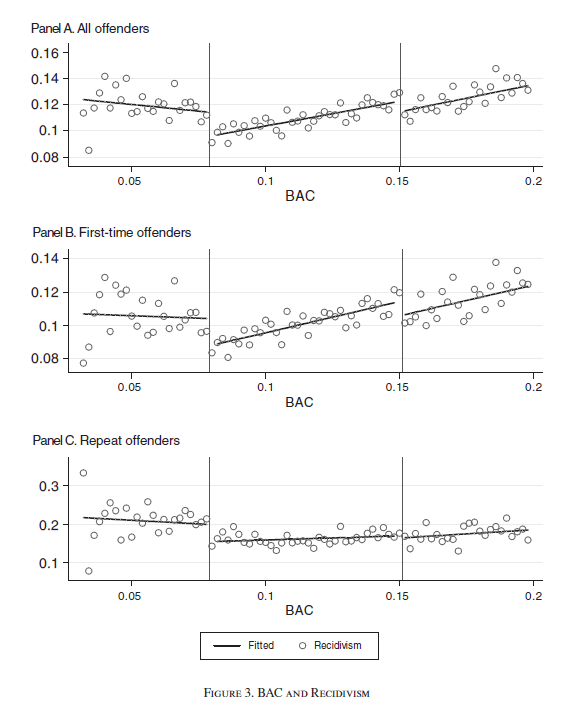 Panel A. All offenders
0.16
0.14
0.12
0.1
0.08
0.05 0.1 0.15 0.2
BAC
Panel B. First-time offenders
0.14
0.12
0.1
0.08
0.05 0.1 0.15 0.2
BAC
Panel C. Repeat offenders
0.3
0.2
0.1
0.05 0.1 0.15 0.2
BAC
Fitted Recidivism
Figure 3. BAC and Recidivism